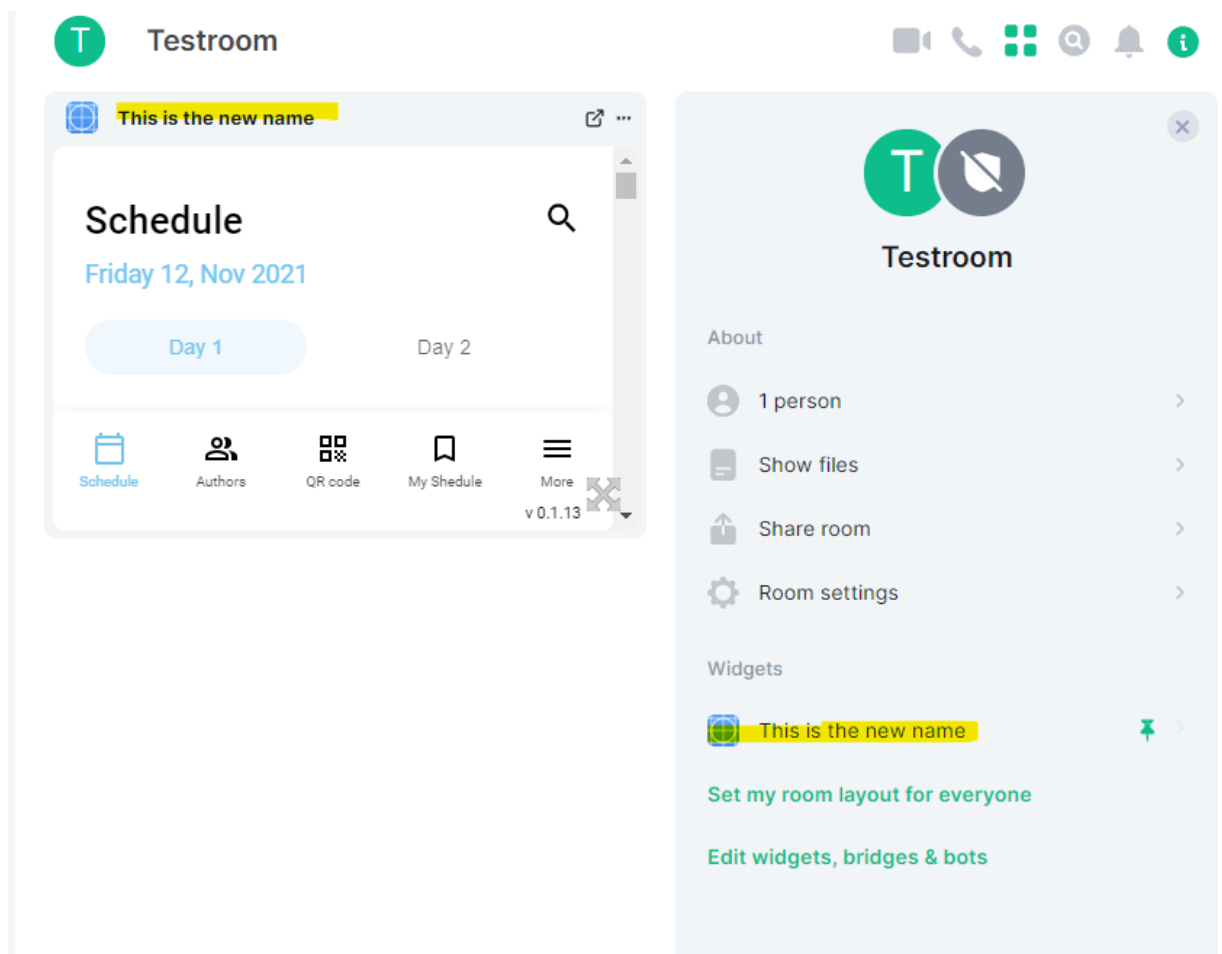 T Testroom
This is the new name
Schedule
Friday 12, Nov 2021
Day 1 Day 2
Schedule Authors QR code My Shedule More
v 0.1.13
T
Testroom
About
1 person
Show files
Share room
Room settings
Widgets
This is the new name
Set my room layout for everyone
Edit widgets, bridges & bots